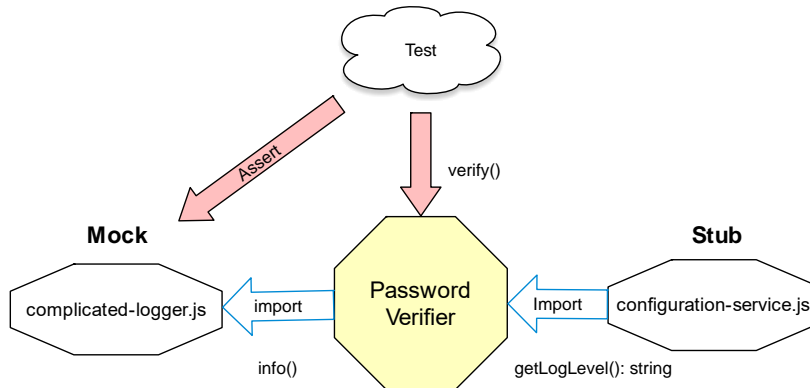 Test
Assert
verify()
Mock
Stub
complicated-logger.js
import
Password
Verifier
Import
configuration-service.js
info()
getLogLevel(): string